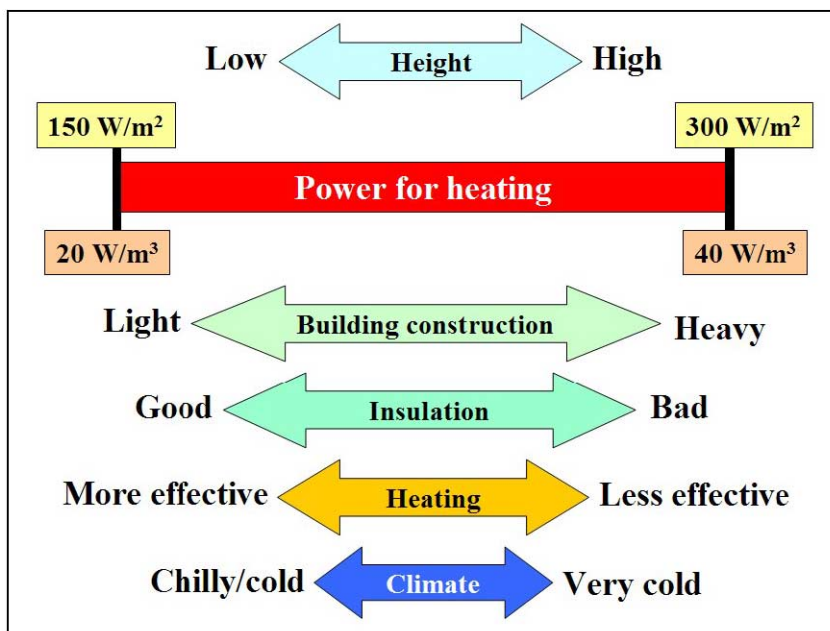 Low Height High
150 W/m² 300 W/m²
Power for heating
20 W/m³ 40 W/m³
Light Building construction Heavy
Good Insulation Bad
More effective Heating Less effective
Chilly/cold Climate Very cold